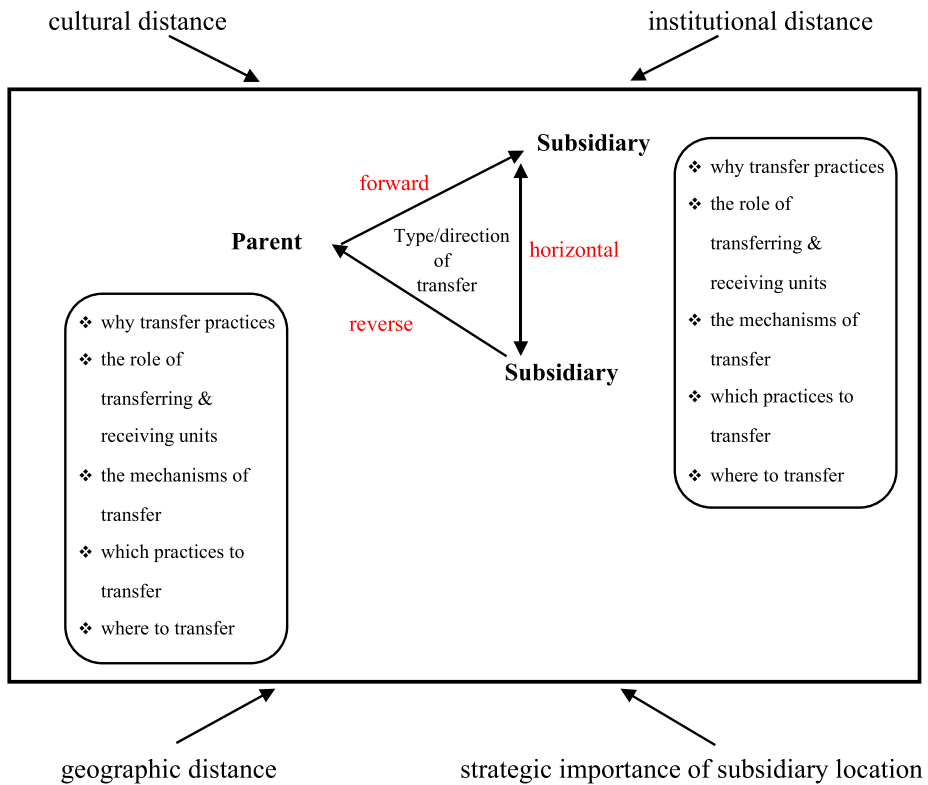 cultural distance
institutional distance
Subsidiary
forward
Parent
Type/direction
of
transfer
horizontal
reverse
Subsidiary
❖ why transfer practices
❖ the role of
transferring &
receiving units
❖ the mechanisms of
transfer
❖ which practices to
transfer
❖ where to transfer
❖ why transfer practices
❖ the role of
transferring &
receiving units
❖ the mechanisms of
transfer
❖ which practices to
transfer
❖ where to transfer
geographic distance
strategic importance of subsidiary location